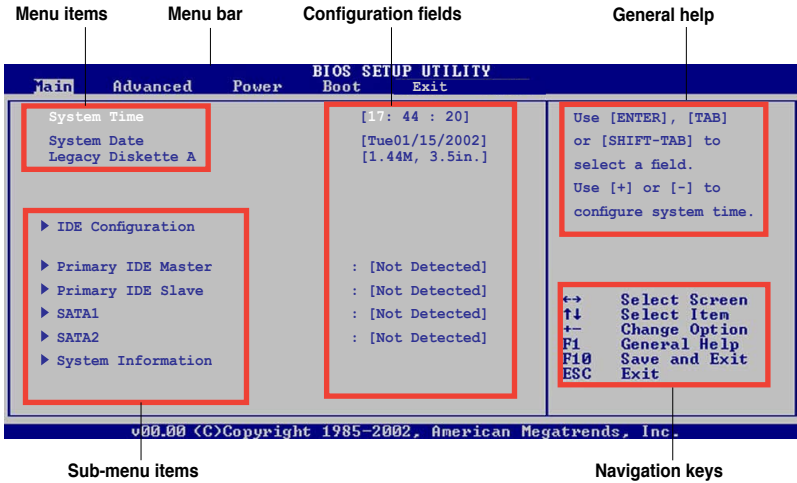 Menu items Menu bar Configuration fields General help
BIOS SETUP UTILITY
Main Advanced Power Boot Exit
System Time [17: 44 : 20]
System Date [Tue01/15/2002]
Legacy Diskette A [1.44M, 3.5in.]
IDE Configuration
Primary IDE Master : [Not Detected]
Primary IDE Slave : [Not Detected]
SATA1 : [Not Detected]
SATA2 : [Not Detected]
System Information
Use [ENTER], [TAB]
or [SHIFT-TAB] to
select a field.
Use [+] or [-] to
configure system time.
←→ Select Screen
↑↓ Select Item
+- Change Option
F1 General Help
F10 Save and Exit
ESC Exit
v00.00 (C)Copyright 1985-2002, American Megatrends, Inc.
Sub-menu items Navigation keys